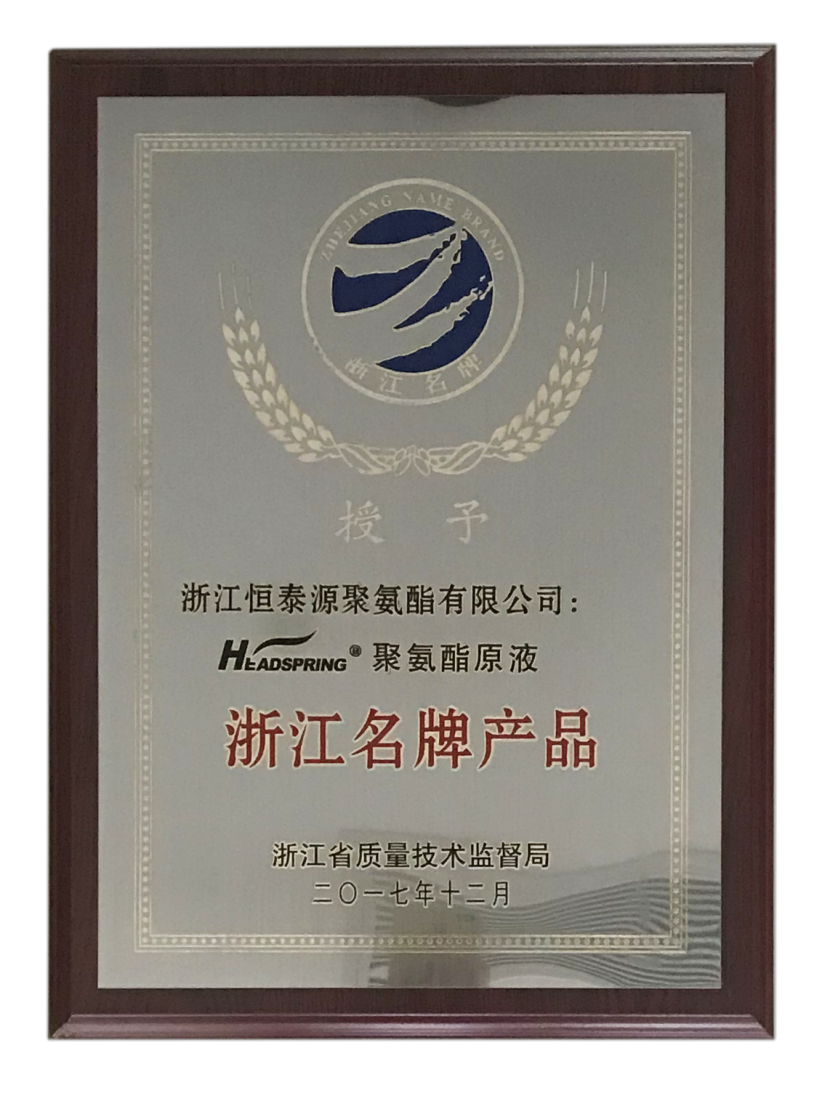 ZHEJIANG NAME BRAND
浙江名牌
授予
浙江恒泰源聚氨酯有限公司：
HEADSPRING® 聚氨酯原液
浙江名牌产品
浙江省质量技术监督局
二〇一七年十二月